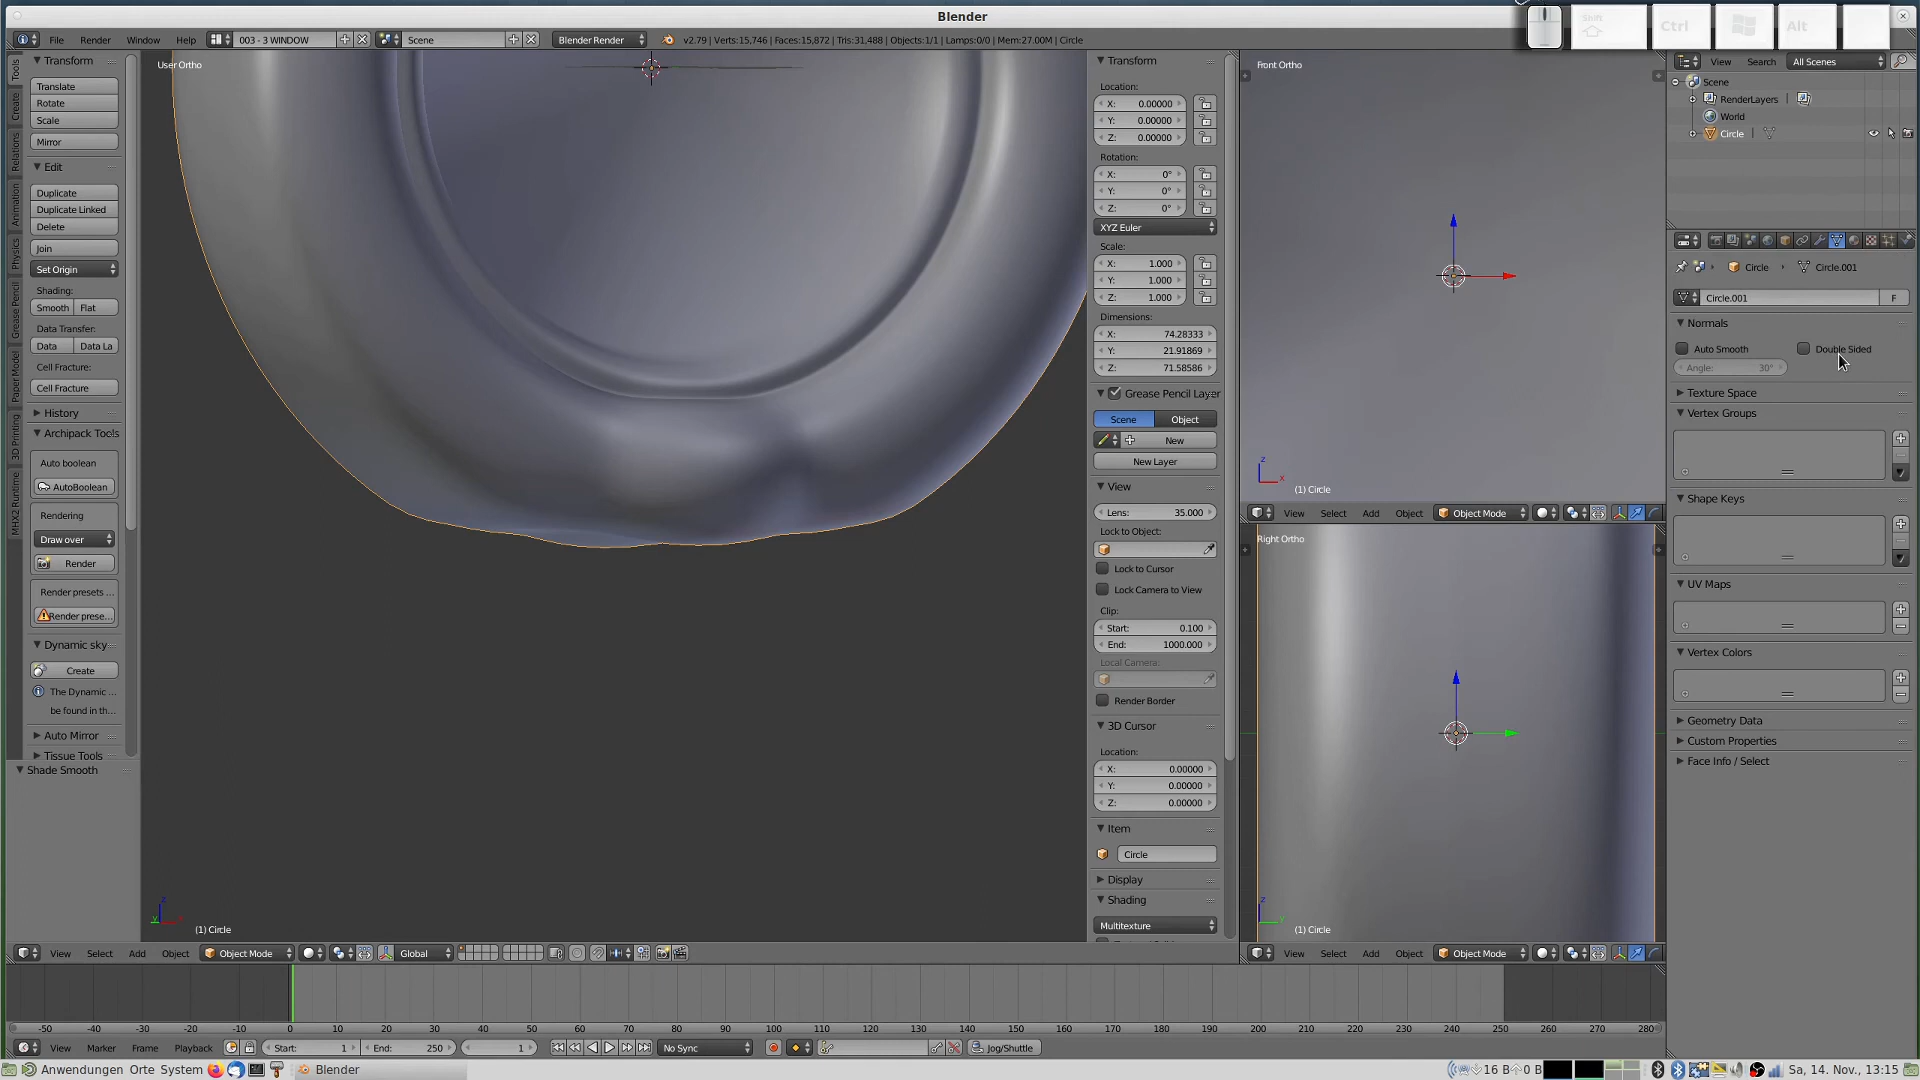 Blender
Shift
Ctrl
Alt
File
Render
Window
Help
003 - 3 WINDOW
Scene
Blender Render
v2.79 | Verts:15,746 | Faces:15,872 | Tris:31,488 | Objects:1/1 | Lamps:0/0 | Mem:27.00M | Circle
Tools
Create
Relations
Animation
Physics
Grease Pencil
Paper Model
3D Printing
MHX2 Runtime
Transform
Translate
Rotate
Scale
Mirror
Edit
Duplicate
Duplicate Linked
Delete
Join
Set Origin
Shading:
Smooth
Flat
Data Transfer:
Data
Data La
Cell Fracture:
Cell Fracture
History
Archipack Tools
Auto boolean
AutoBoolean
Rendering
Draw over
Render
Render presets ...
Render prese...
Dynamic sky
Create
The Dynamic ...
be found in th...
Auto Mirror
Tissue Tools
Shade Smooth
User Ortho
(1) Circle
Transform
Location:
X: 0.00000
Y: 0.00000
Z: 0.00000
Rotation:
X: 0°
Y: 0°
Z: 0°
XYZ Euler
Scale:
X: 1.000
Y: 1.000
Z: 1.000
Dimensions:
X: 74.28333
Y: 21.91869
Z: 71.58586
Grease Pencil Layer
Scene
Object
New
New Layer
View
Lens: 35.000
Lock to Object:
Lock to Cursor
Lock Camera to View
Clip:
Start: 0.100
End: 1000.000
Local Camera:
Render Border
3D Cursor
Location:
X: 0.00000
Y: 0.00000
Z: 0.00000
Item
Circle
Display
Shading
Multitexture
Front Ortho
z
x
(1) Circle
View
Select
Add
Object
Object Mode
Right Ortho
z
y
(1) Circle
View
Select
Add
Object
Object Mode
View
Search
All Scenes
Scene
RenderLayers
World
Circle
Circle
Circle.001
Circle.001
F
Normals
Auto Smooth
Double Sided
Angle: 30°
Texture Space
Vertex Groups
Shape Keys
UV Maps
Vertex Colors
Geometry Data
Custom Properties
Face Info / Select
View
Select
Add
Object
Object Mode
Global
-50 -40 -30 -20 -10 0 10 20 30 40 50 60 70 80 90 100 110 120 130 140 150 160 170 180 190 200 210 220 230 240 250 260 270 280
View
Marker
Frame
Playback
Start: 1
End: 250
1
No Sync
Jog/Shuttle
Anwendungen Orte System
Blender
16 B
0 B
Sa, 14. Nov., 13:15